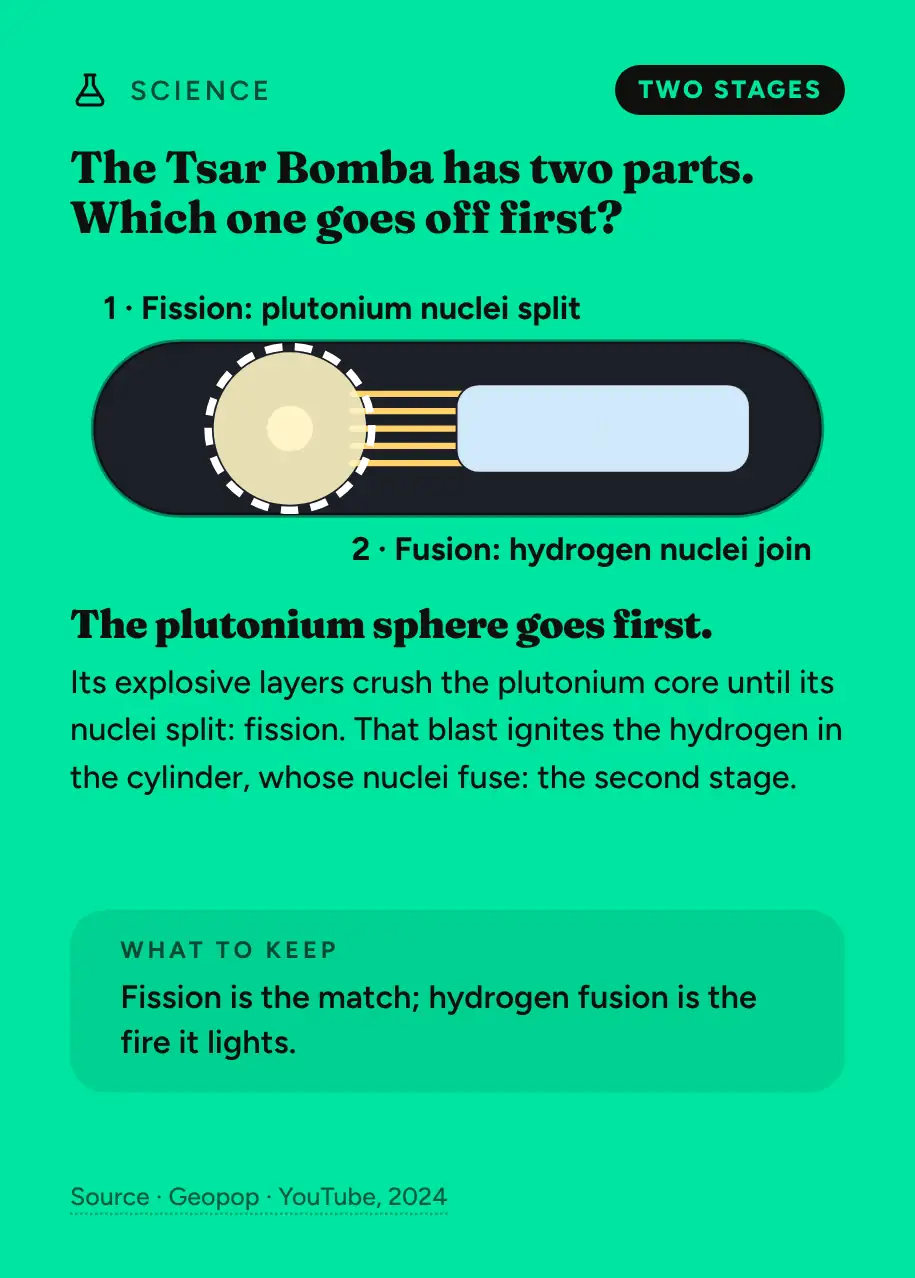 SCIENCE
TWO STAGES
The Tsar Bomba has two parts.
Which one goes off first?
1 · Fission: plutonium nuclei split
2 · Fusion: hydrogen nuclei join
The plutonium sphere goes first.
Its explosive layers crush the plutonium core until its
nuclei split: fission. That blast ignites the hydrogen in
the cylinder, whose nuclei fuse: the second stage.
WHAT TO KEEP
Fission is the match; hydrogen fusion is the
fire it lights.
Source · Geopop · YouTube, 2024